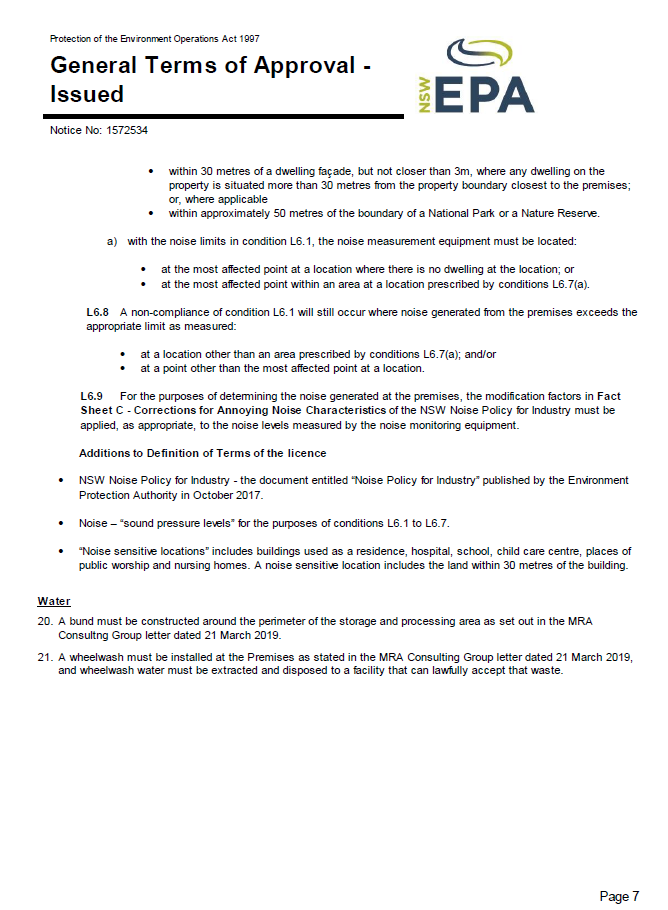 Protection of the Environment Operations Act 1997
General Terms of Approval -
Issued
NSW EPA
Notice No: 1572534
• within 30 metres of a dwelling façade, but not closer than 3m, where any dwelling on the
property is situated more than 30 metres from the property boundary closest to the premises;
or, where applicable
• within approximately 50 metres of the boundary of a National Park or a Nature Reserve.
a) with the noise limits in condition L6.1, the noise measurement equipment must be located:
• at the most affected point at a location where there is no dwelling at the location; or
• at the most affected point within an area at a location prescribed by conditions L6.7(a).
L6.8 A non-compliance of condition L6.1 will still occur where noise generated from the premises exceeds the
appropriate limit as measured:
• at a location other than an area prescribed by conditions L6.7(a); and/or
• at a point other than the most affected point at a location.
L6.9 For the purposes of determining the noise generated at the premises, the modification factors in Fact
Sheet C - Corrections for Annoying Noise Characteristics of the NSW Noise Policy for Industry must be
applied, as appropriate, to the noise levels measured by the noise monitoring equipment.
Additions to Definition of Terms of the licence
• NSW Noise Policy for Industry - the document entitled “Noise Policy for Industry” published by the Environment
Protection Authority in October 2017.
• Noise – “sound pressure levels” for the purposes of conditions L6.1 to L6.7.
• “Noise sensitive locations” includes buildings used as a residence, hospital, school, child care centre, places of
public worship and nursing homes. A noise sensitive location includes the land within 30 metres of the building.
Water
20. A bund must be constructed around the perimeter of the storage and processing area as set out in the MRA
Consultng Group letter dated 21 March 2019.
21. A wheelwash must be installed at the Premises as stated in the MRA Consulting Group letter dated 21 March 2019,
and wheelwash water must be extracted and disposed to a facility that can lawfully accept that waste.
Page 7